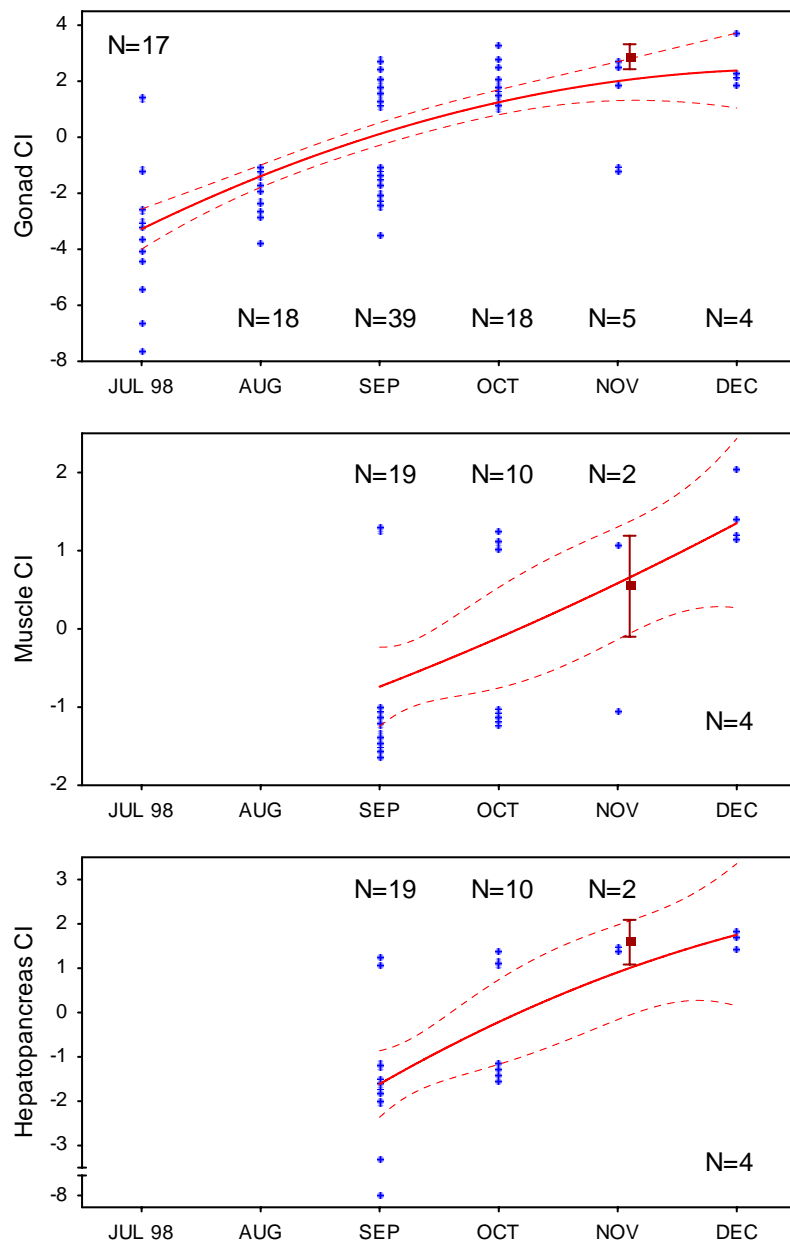 4
N=17
2
0
-2
-4
-6
-8
Gonad CI
N=18 N=39 N=18 N=5 N=4
JUL 98 AUG SEP OCT NOV DEC
2
1
0
-1
-2
Muscle CI
N=19 N=10 N=2
N=4
JUL 98 AUG SEP OCT NOV DEC
3
2
1
0
-1
-2
-3
-8
Hepatopancreas CI
N=19 N=10 N=2
N=4
JUL 98 AUG SEP OCT NOV DEC